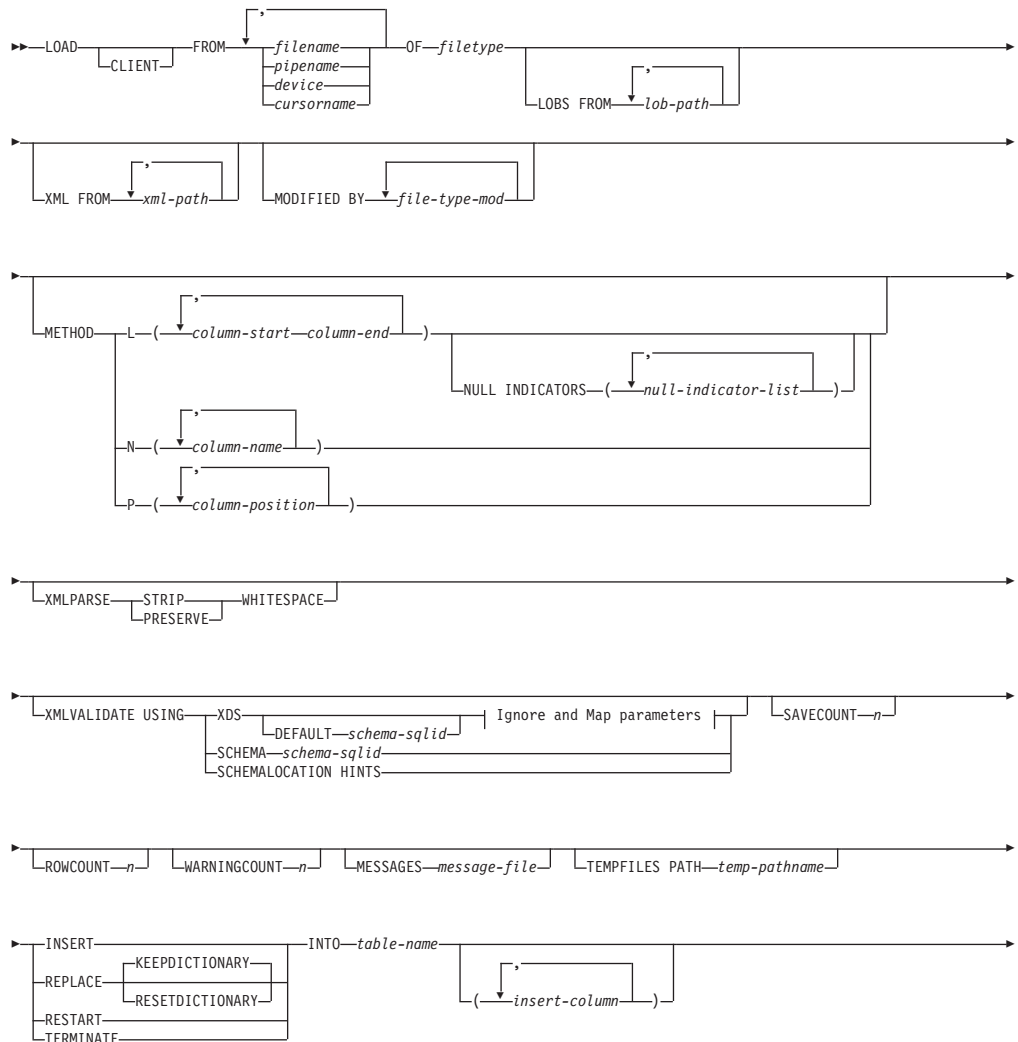 ,
LOAD CLIENT FROM filename OF filetype LOBS FROM , lob-path
pipename
device
cursorname
XML FROM , xml-path MODIFIED BY file-type-mod
METHOD L ( , column-start column-end ) NULL INDICATORS ( , null-indicator-list )
N ( , column-name )
P ( , column-position )
XMLPARSE STRIP WHITESPACE
PRESERVE
XMLVALIDATE USING XDS DEFAULT schema-sqlid Ignore and Map parameters SAVECOUNT n
SCHEMA schema-sqlid
SCHEMALOCATION HINTS
ROWCOUNT n WARNINGCOUNT n MESSAGES message-file TEMPFILES PATH temp-pathname
INSERT INTO table-name ( , insert-column )
KEEPDICTIONARY
REPLACE
RESETDICTIONARY
RESTART
TERMINATE